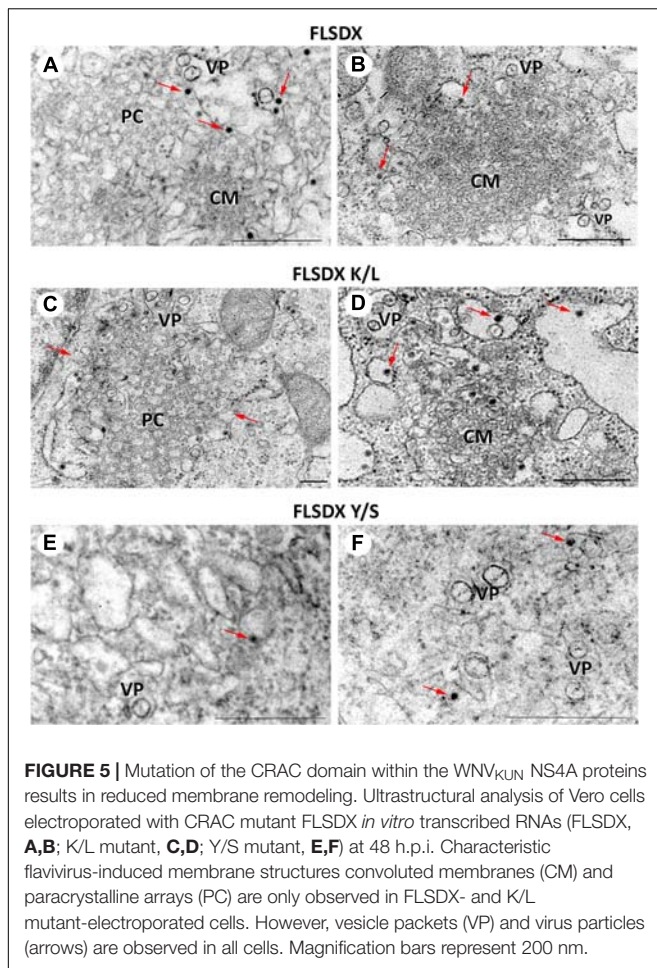 FLSDX
A
VP
PC
CM
B
VP
CM
VP
FLSDX K/L
C
VP
PC
D
VP
CM
FLSDX Y/S
E
VP
F
VP
VP
FIGURE 5 | Mutation of the CRAC domain within the WNVKUN NS4A proteins
results in reduced membrane remodeling. Ultrastructural analysis of Vero cells
electroporated with CRAC mutant FLSDX in vitro transcribed RNAs (FLSDX,
A,B; K/L mutant, C,D; Y/S mutant, E,F) at 48 h.p.i. Characteristic
flavivirus-induced membrane structures convoluted membranes (CM) and
paracrystalline arrays (PC) are only observed in FLSDX- and K/L
mutant-electroporated cells. However, vesicle packets (VP) and virus particles
(arrows) are observed in all cells. Magnification bars represent 200 nm.